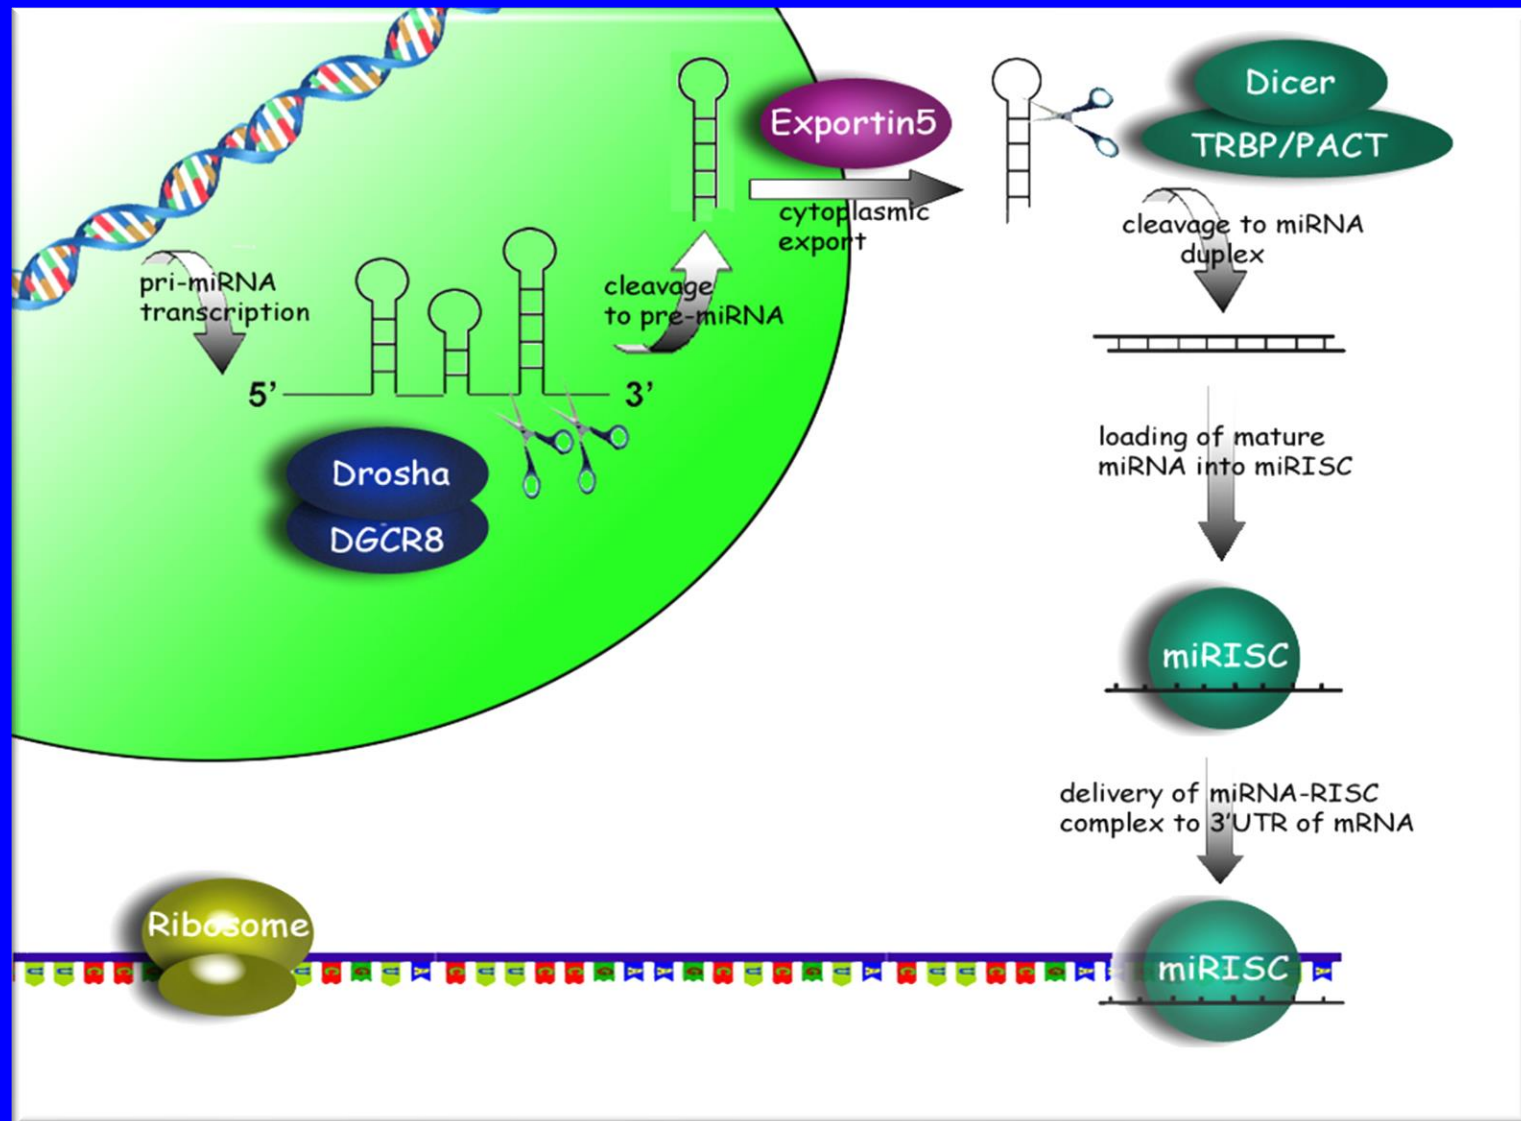 Exportin5
Dicer
TRBP/PACT
cytoplasmic
export
cleavage to miRNA
duplex
pri-miRNA
transcription
cleavage
to pre-miRNA
5’
3’
Drosha
DGCR8
loading of mature
miRNA into miRISC
miRISC
delivery of miRNA-RISC
complex to 3'UTR of mRNA
Ribosome
miRISC
U U C C G U C G U A C U U C C G A A G C U C G U A C U U C C G A A